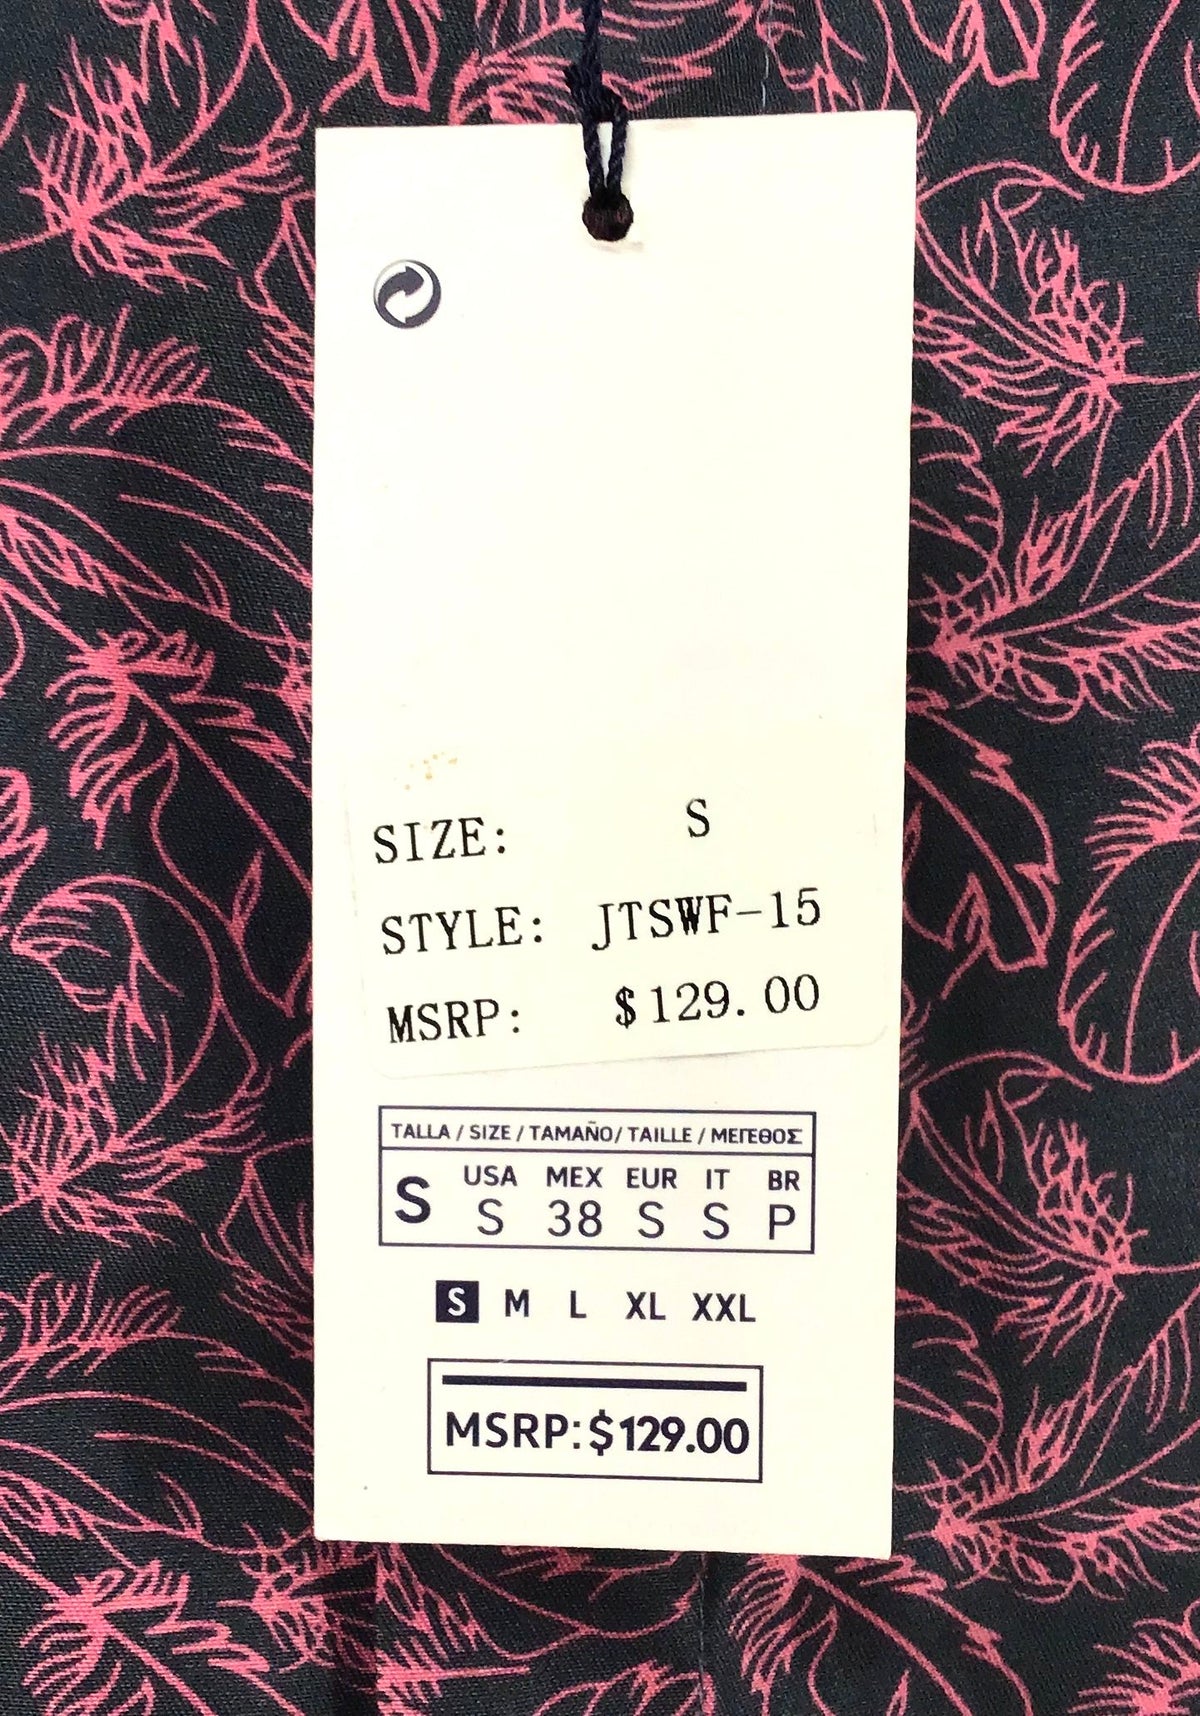 SIZE: S
STYLE: JTSWF-15
MSRP: $129.00
TALLA / SIZE / TAMAÑO / TAILLE / ΜΕΓΕΘΟΣ
S USA MEX EUR IT BR
S 38 S S P
S M L XL XXL
MSRP:$129.00